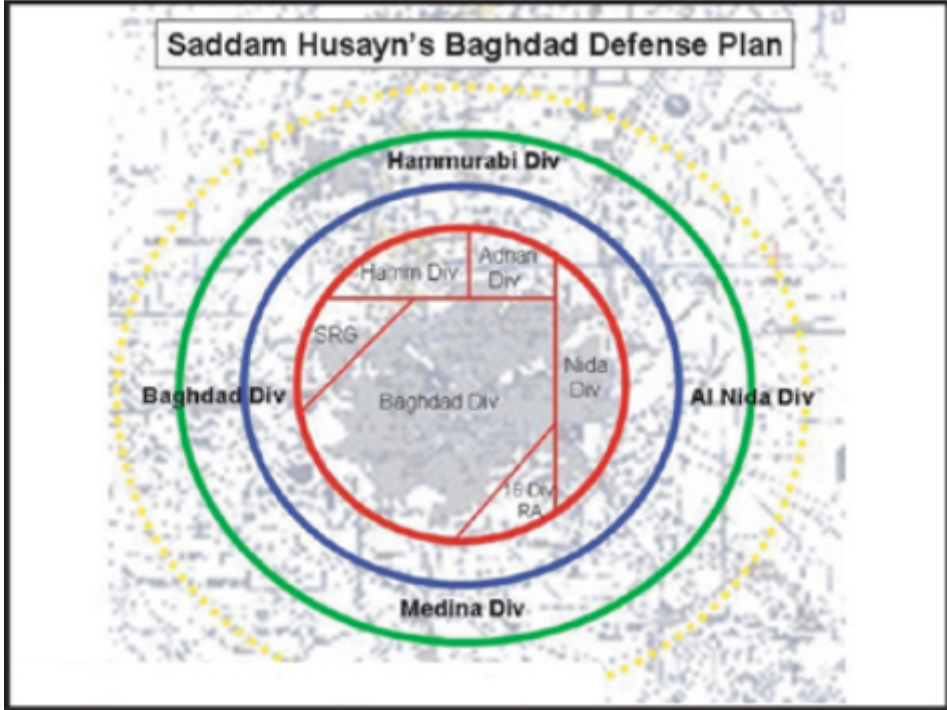 Saddam Husayn's Baghdad Defense Plan
Hammurabi Div
Hamm Div
Adnan
Div
SRG
Nida
Div
Baghdad Div
Baghdad Div
Al Nida Div
16 Div
RA
Medina Div